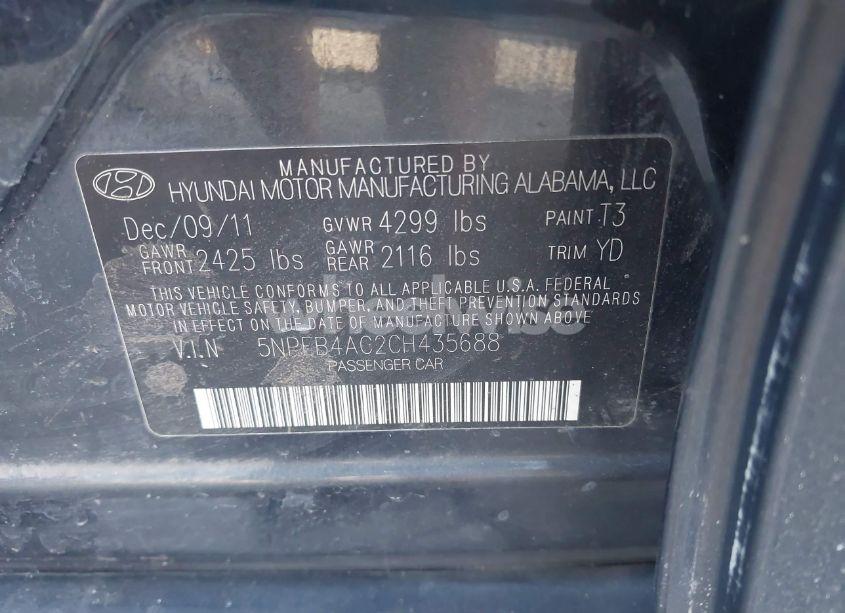 MANUFACTURED BY
HYUNDAI MOTOR MANUFACTURING ALABAMA, LLC
Dec/09/11 GVWR 4299 lbs PAINT T3
GAWR FRONT 2425 lbs GAWR REAR 2116 lbs TRIM YD
THIS VEHICLE CONFORMS TO ALL APPLICABLE U.S.A. FEDERAL
MOTOR VEHICLE SAFETY, BUMPER, AND THEFT PREVENTION STANDARDS
IN EFFECT ON THE DATE OF MANUFACTURE SHOWN ABOVE
V.I.N 5NPEB4AC2CH435688
PASSENGER CAR